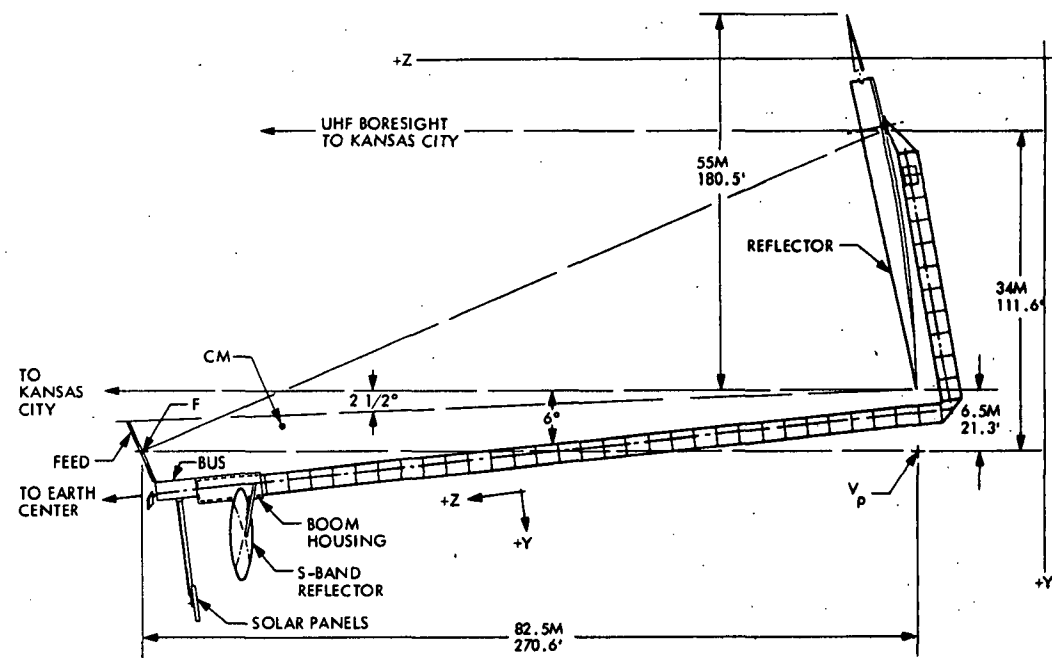 +Z
UHF BORESIGHT
TO KANSAS CITY
55M
180.5'
REFLECTOR
34M
111.6'
CM
TO
KANSAS
CITY
2 1/2°
6°
F
6.5M
21.3'
FEED
BUS
TO EARTH
CENTER
+Z
+Y
Vp
BOOM
HOUSING
S-BAND
REFLECTOR
+Y
SOLAR PANELS
82.5M
270.6'